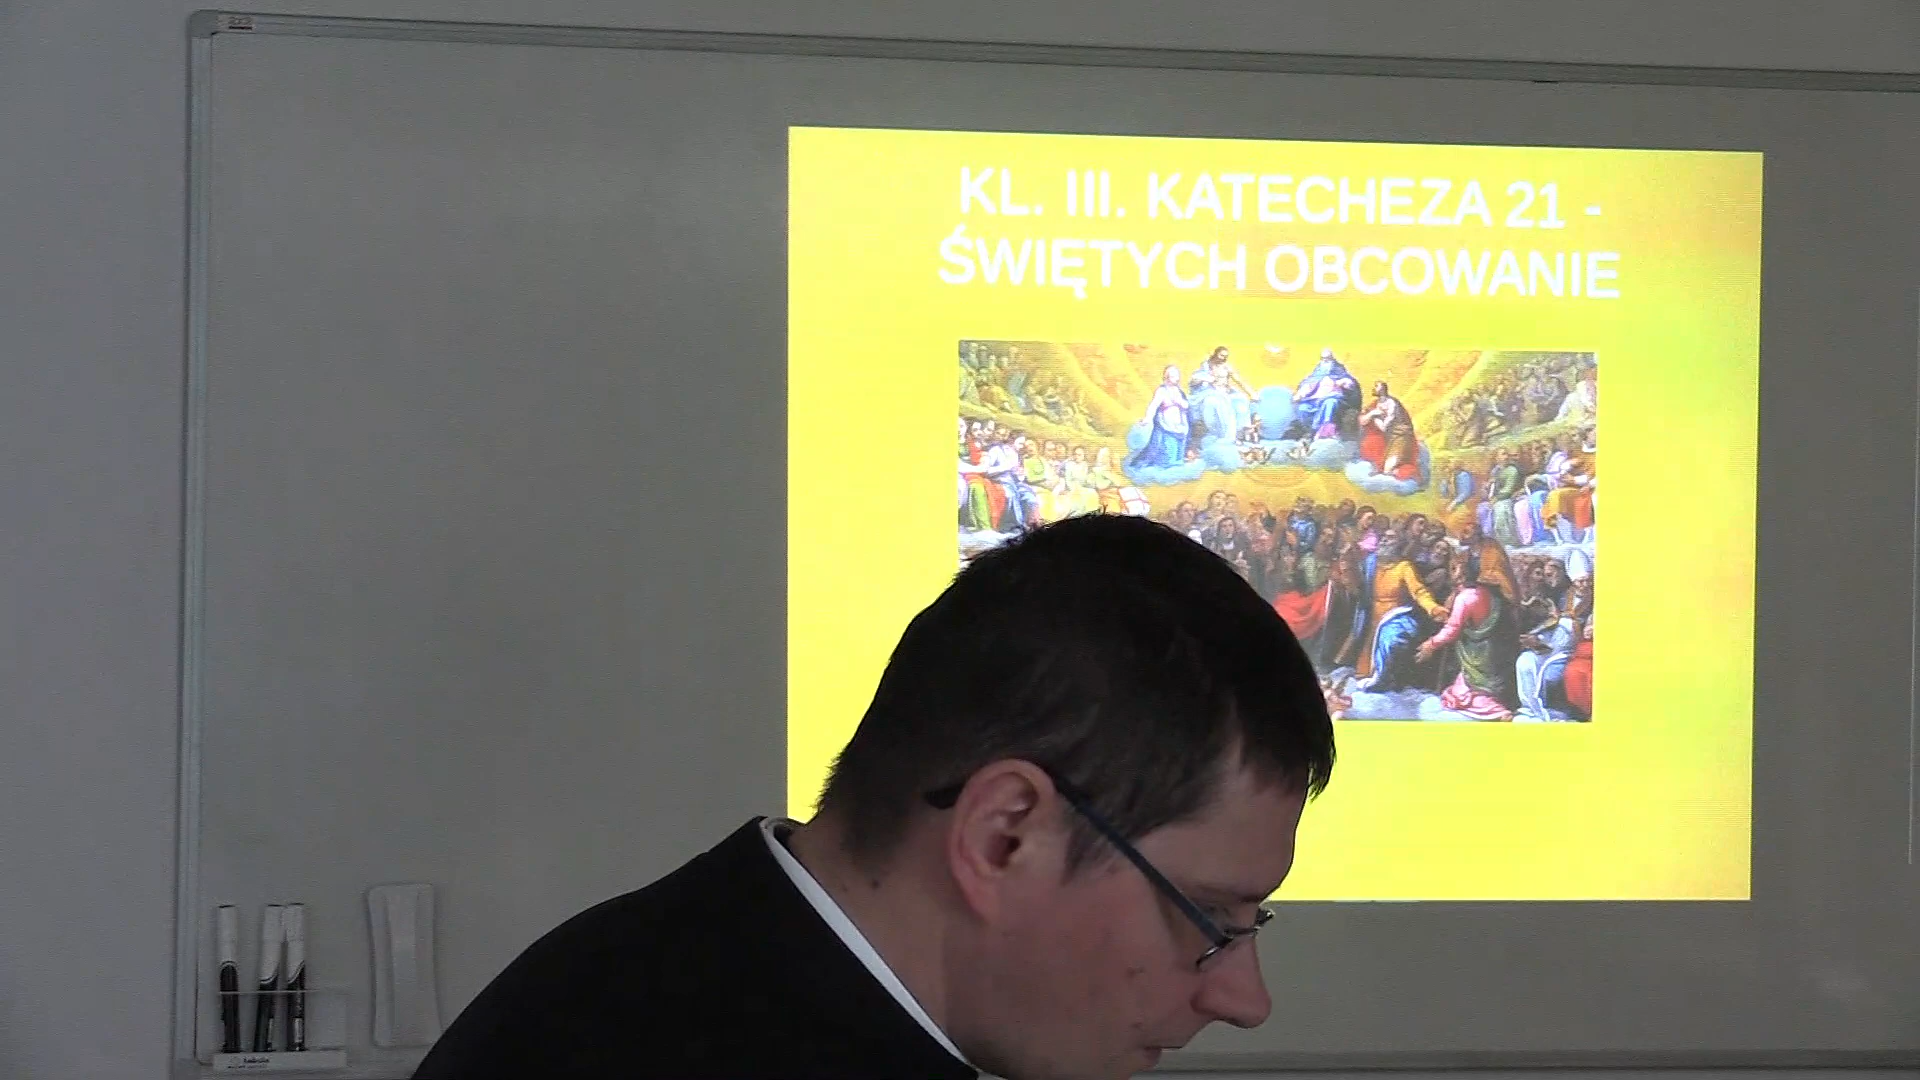 KL. III. KATECHEZA 21 -
ŚWIĘTYCH OBCOWANIE